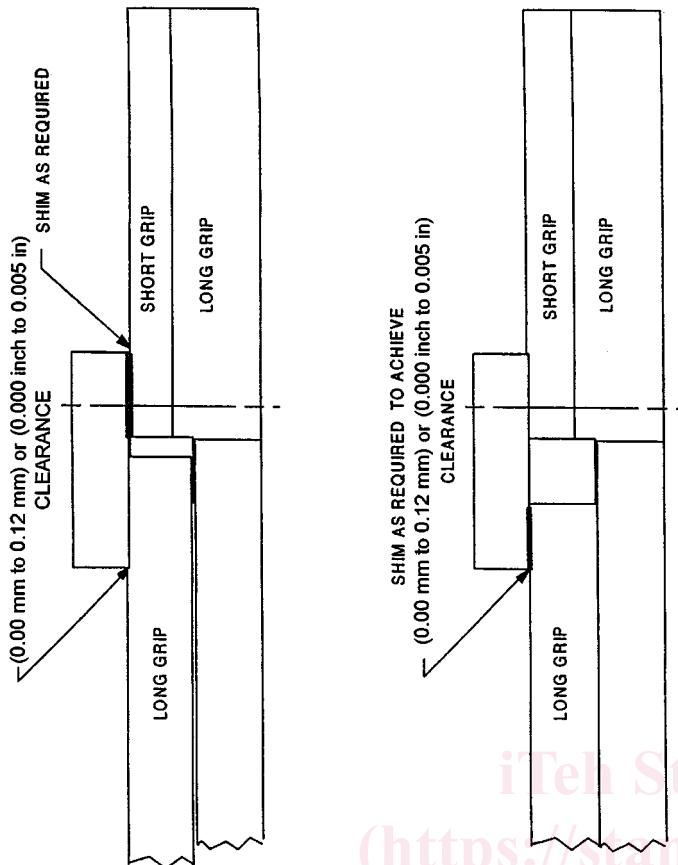 (0.00 mm to 0.12 mm) or (0.000 inch to 0.005 in)
CLEARANCE
SHIM AS REQUIRED
LONG GRIP
SHORT GRIP
LONG GRIP
SHIM AS REQUIRED TO ACHIEVE
(0.00 mm to 0.12 mm) or (0.000 inch to 0.005 in)
CLEARANCE
LONG GRIP
SHORT GRIP
LONG GRIP
iTeh St
(https://stan